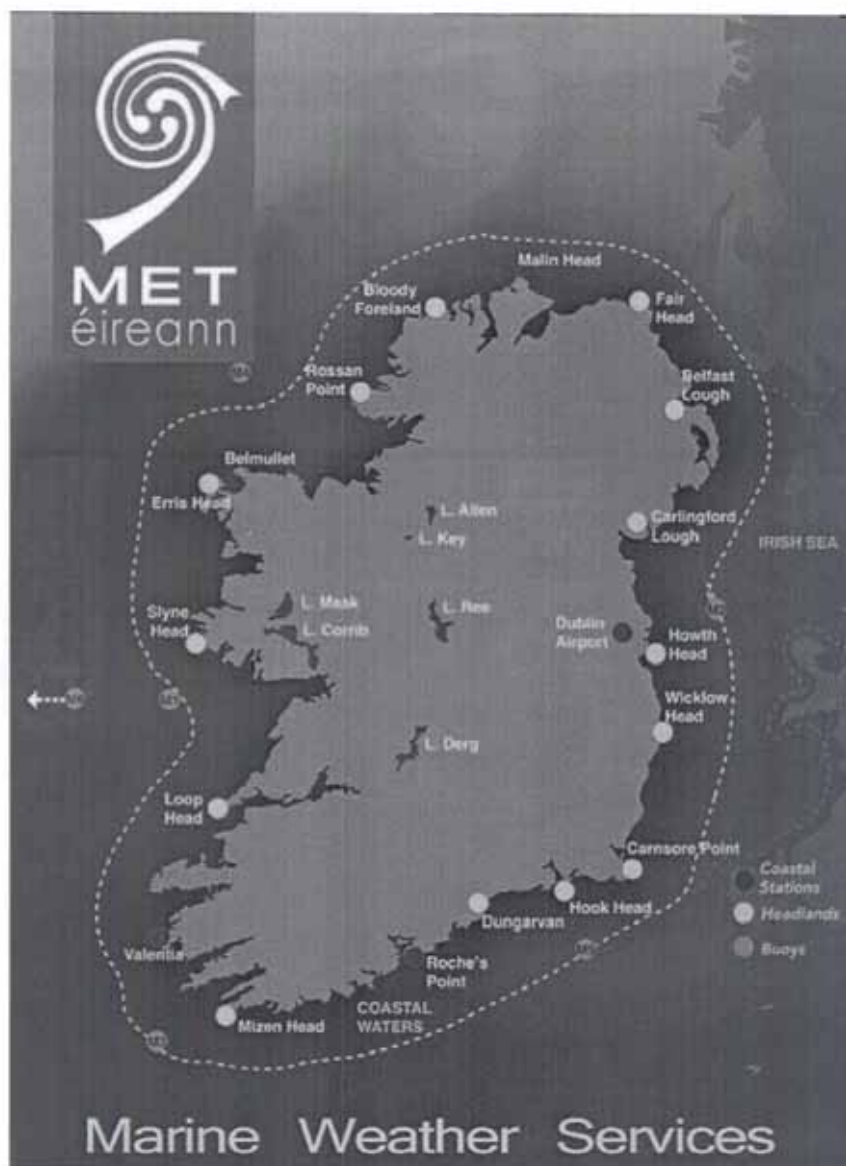 MET
éireann
Malin Head
Bloody
Foreland
Fair
Head
Rossan
Point
Belfast
Lough
Belmullet
Erris Head
L. Allen
L. Key
Carlingford
Lough
IRISH SEA
L. Mask
L. Ree
Slyne
Head
L. Corrib
Dublin
Airport
Howth
Head
Wicklow
Head
L. Derg
Loop
Head
Carnsore Point
Coastal
Stations
Hook Head
Dungarvan
Headlands
Valentia
Roche's
Point
Buoys
COASTAL
WATERS
Mizen Head
Marine Weather Services